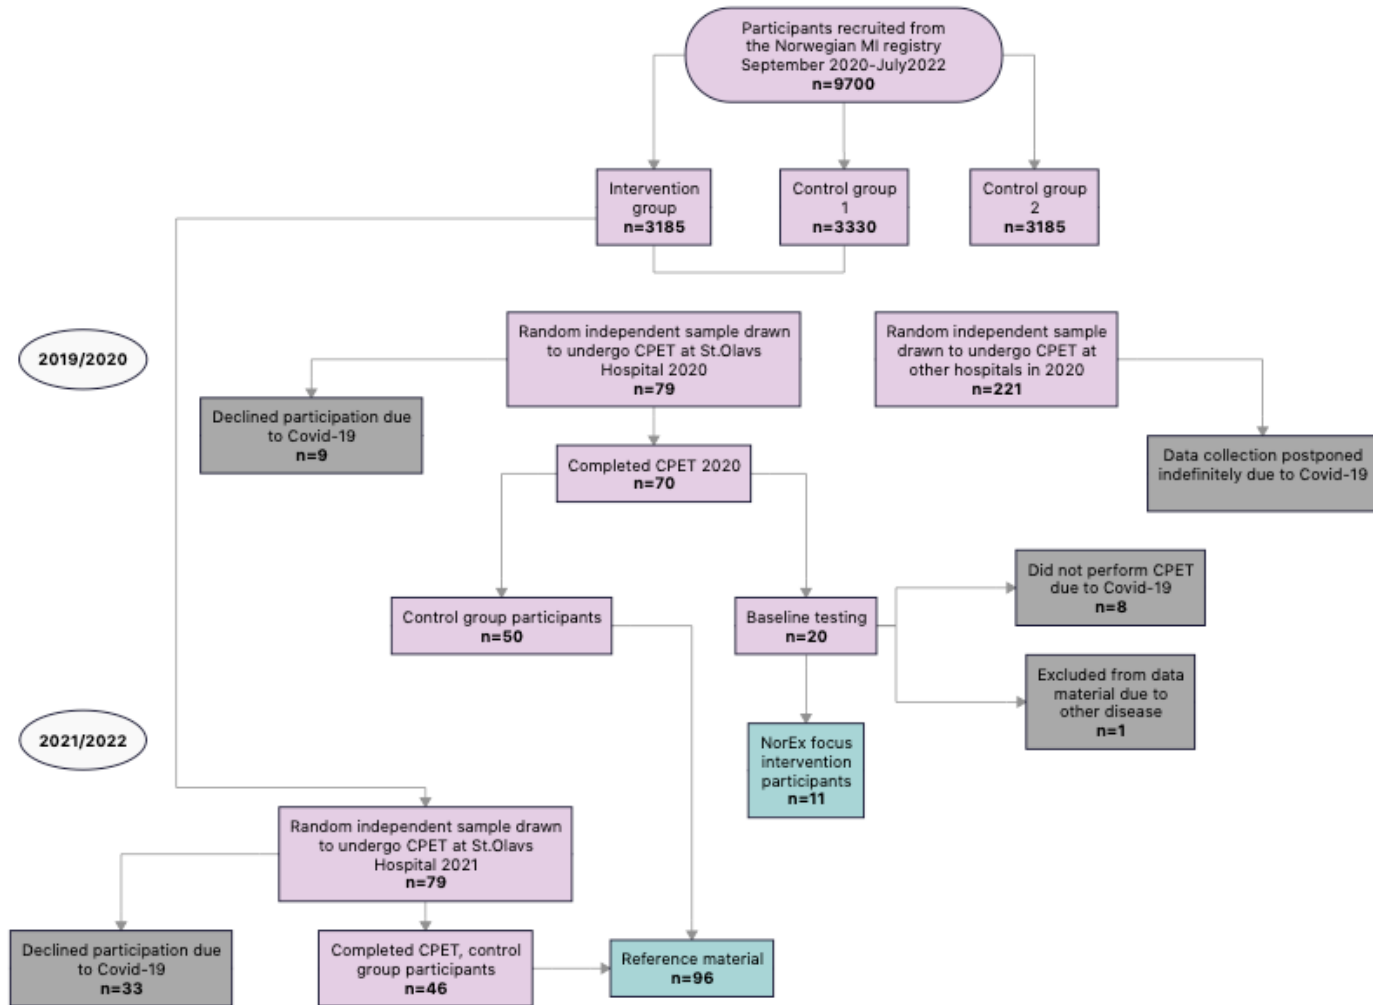 Participants recruited from
the Norwegian MI registry
September 2020-July2022
n=9700
Intervention
group
n=3185
Control group
1
n=3330
Control group
2
n=3185
2019/2020
Random independent sample drawn
to undergo CPET at St.Olavs
Hospital 2020
n=79
Random independent sample
drawn to undergo CPET at
other hospitals in 2020
n=221
Declined participation due
to Covid-19
n=9
Completed CPET 2020
n=70
Data collection postponed
indefinitely due to Covid-19
Control group participants
n=50
Baseline testing
n=20
Did not perform CPET
due to Covid-19
n=8
Excluded from data
material due to
other disease
n=1
2021/2022
NorEx focus
intervention
participants
n=11
Random independent sample drawn
to undergo CPET at St.Olavs
Hospital 2021
n=79
Declined participation due
to Covid-19
n=33
Completed CPET, control
group participants
n=46
Reference material
n=96